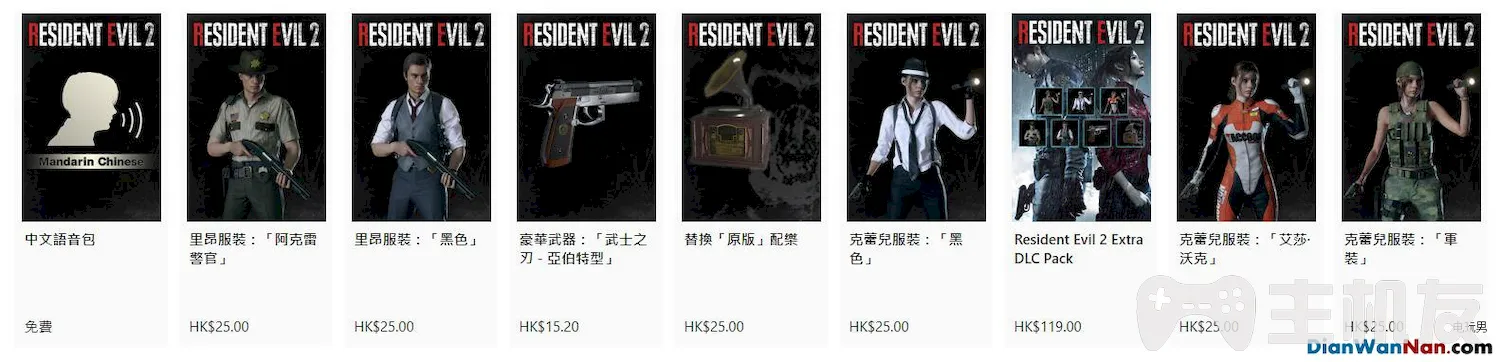 RESIDENT EVIL 2
RESIDENT EVIL 2
RESIDENT EVIL 2
RESIDENT EVIL 2
RESIDENT EVIL 2
RESIDENT EVIL 2
RESIDENT EVIL 2
RESIDENT EVIL 2
RESIDENT EVIL 2
Mandarin Chinese
中文語音包
免費
里昂服裝：「阿克雷
警官」
HK$25.00
里昂服裝：「黑色」
HK$25.00
豪華武器：「武士之
刃 - 亞伯特型」
HK$15.20
替換「原版」配樂
HK$25.00
克蕾兒服裝：「黑
色」
HK$25.00
Resident Evil 2 Extra
DLC Pack
HK$119.00
克蕾兒服裝：「艾莎·
沃克」
HK$25.00
克蕾兒服裝：「軍
裝」
HK$25.00
主机友
电玩男
DianWanNan.com